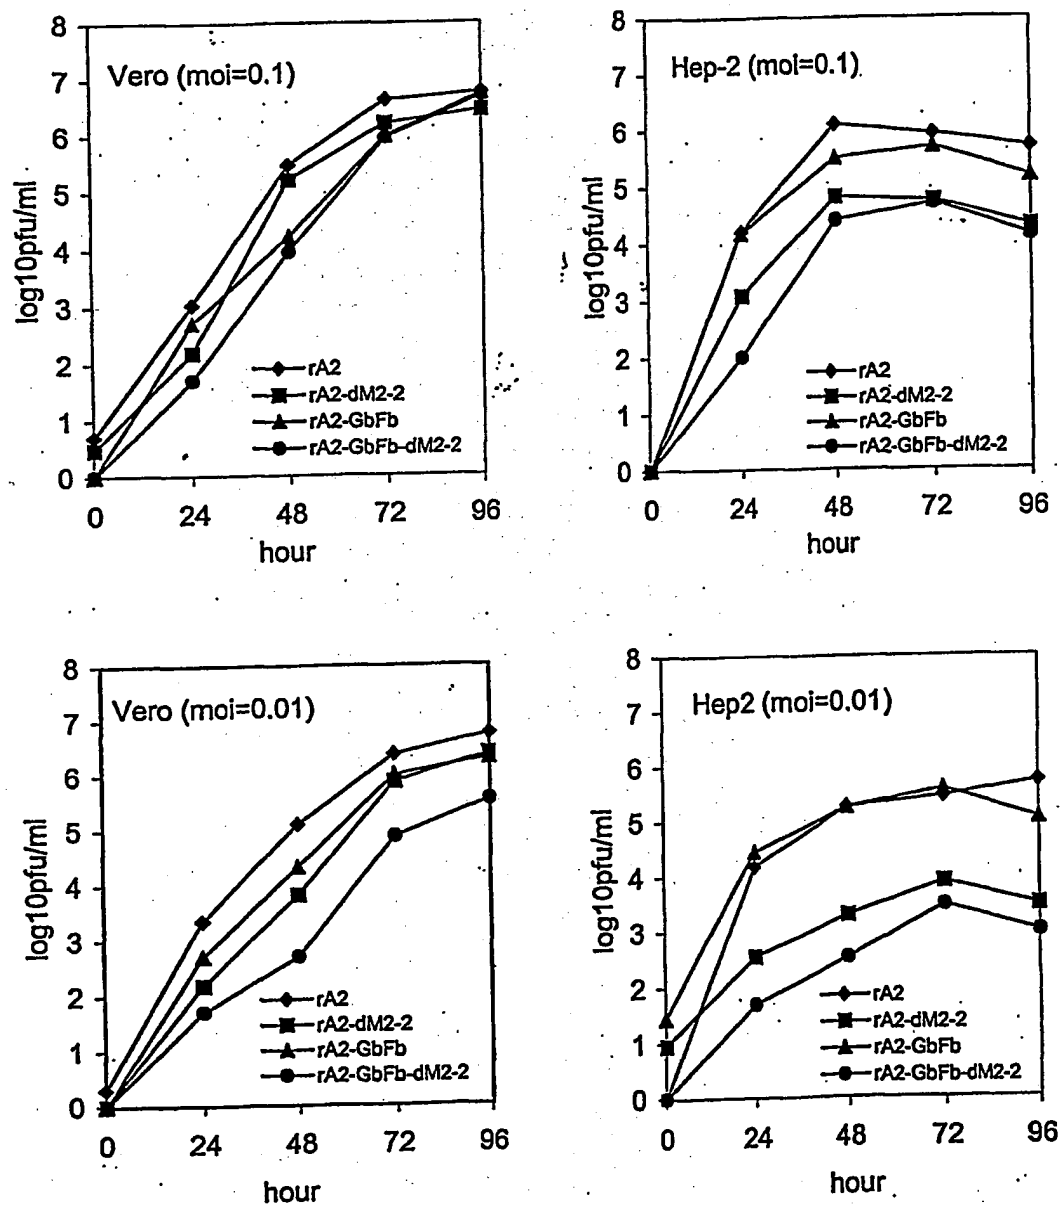 Vero (moi=0.1)
8
7
6
5
4
3
2
1
0
log10pfu/ml
rA2
rA2-dM2-2
rA2-GbFb
rA2-GbFb-dM2-2
0 24 48 72 96
hour
Hep-2 (moi=0.1)
8
7
6
5
4
3
2
1
0
log10pfu/ml
rA2
rA2-dM2-2
rA2-GbFb
rA2-GbFb-dM2-2
0 24 48 72 96
hour
Vero (moi=0.01)
8
7
6
5
4
3
2
1
0
log10pfu/ml
rA2
rA2-dM2-2
rA2-GbFb
rA2-GbFb-dM2-2
0 24 48 72 96
hour
Hep2 (moi=0.01)
8
7
6
5
4
3
2
1
0
log10pfu/ml
rA2
rA2-dM2-2
rA2-GbFb
rA2-GbFb-dM2-2
0 24 48 72 96
hour